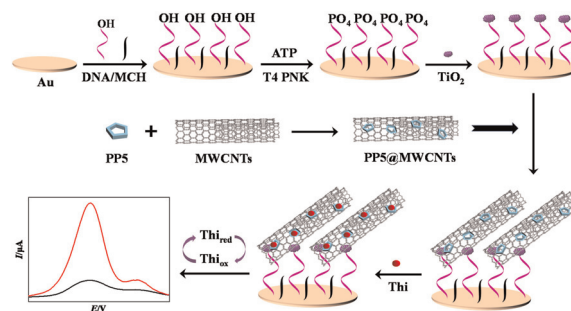 OH
Au
DNA/MCH
OH OH OH OH
ATP
T4 PNK
PO4 PO4 PO4 PO4
TiO2
PP5
+
MWCNTs
PP5@MWCNTs
Thi
Thired
Thiox
I/μA
E/V